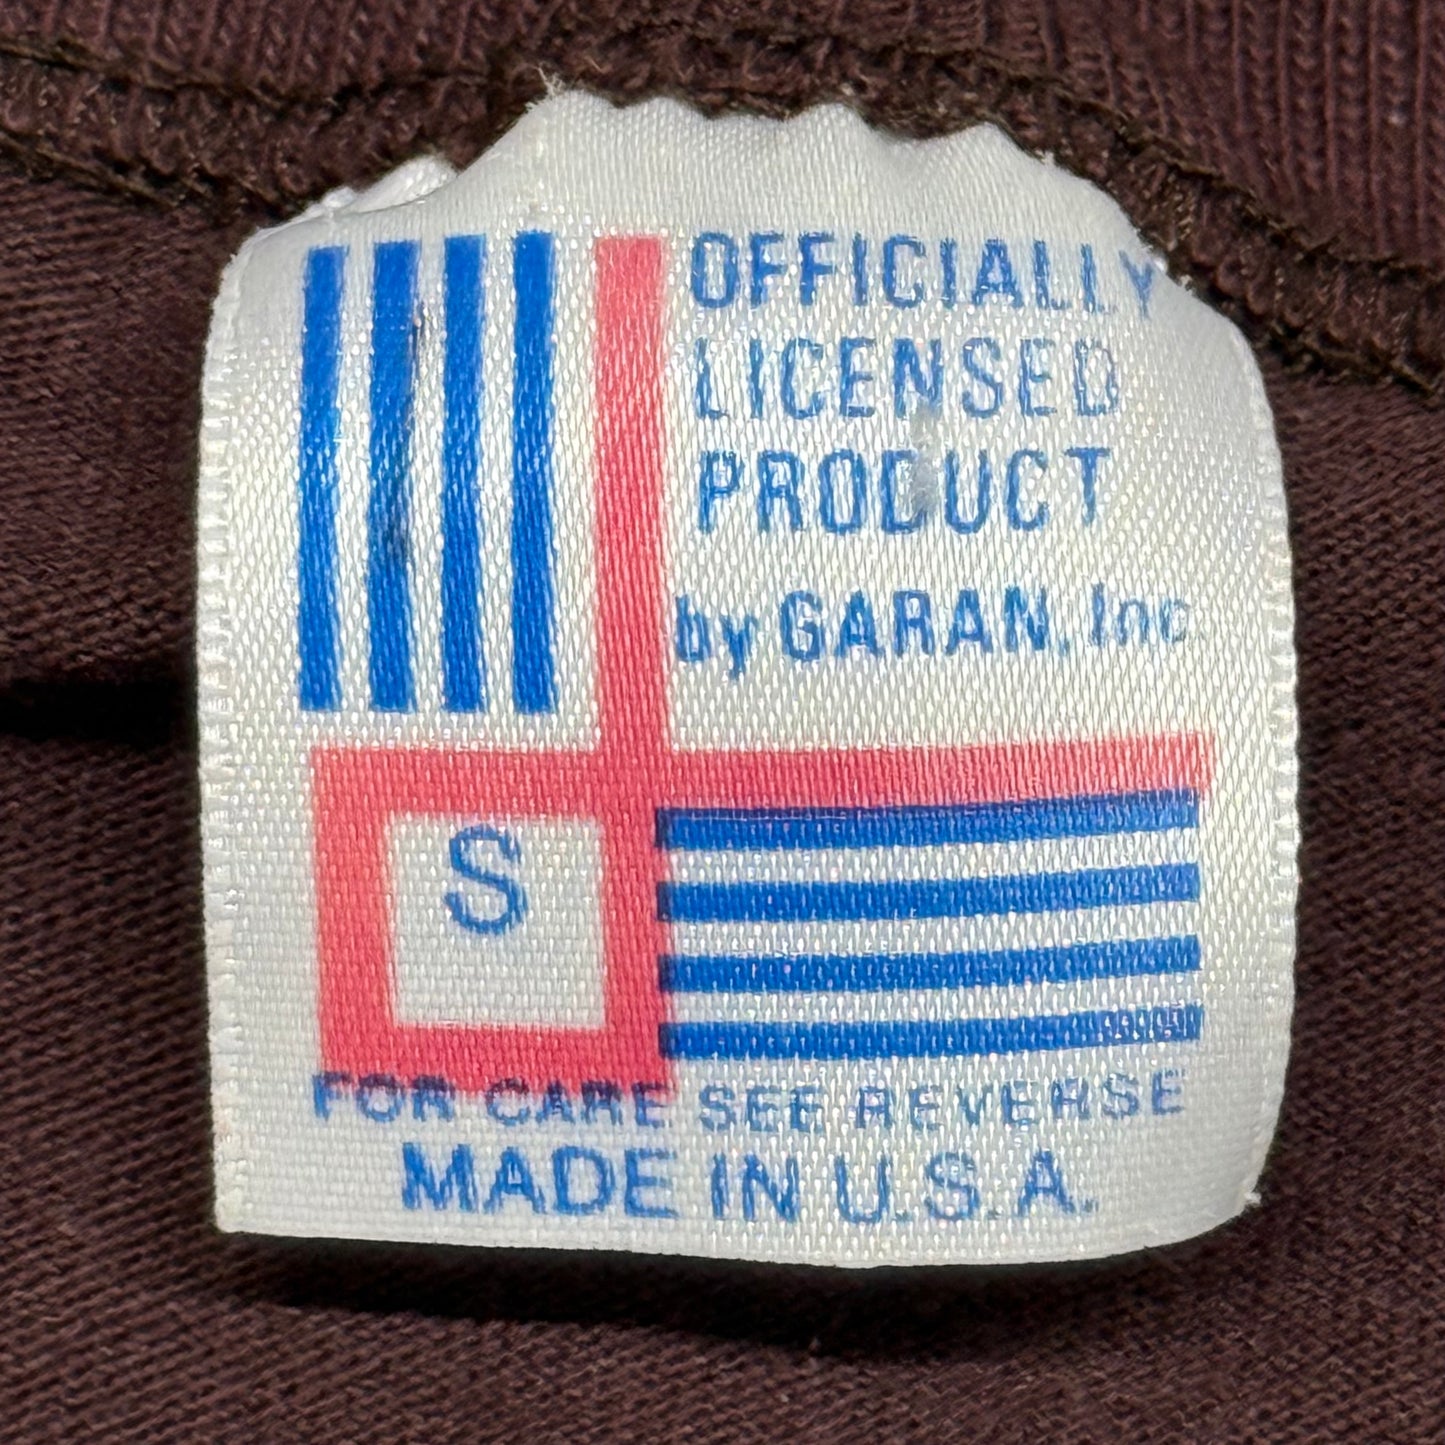 OFFICIALLY
LICENSED
PRODUCT
by GARAN, Inc.
S
FOR CARE SEE REVERSE
MADE IN U.S.A.